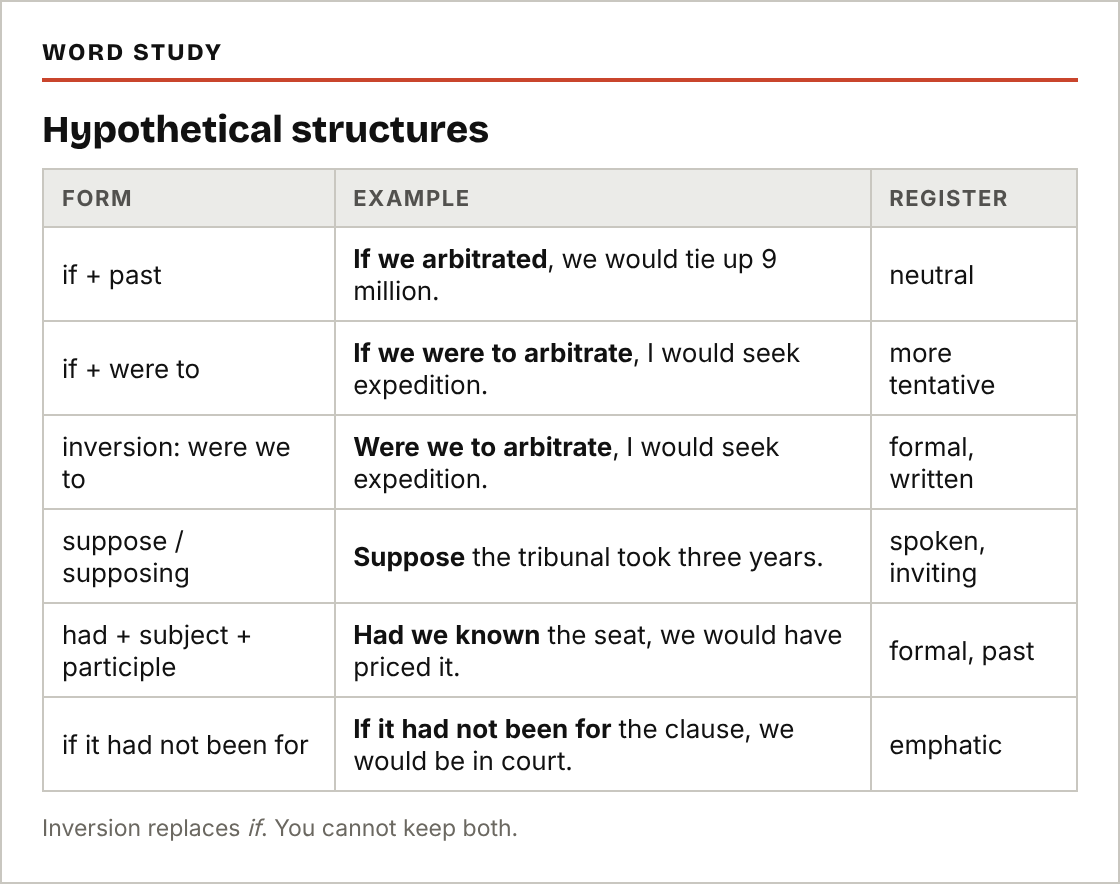 WORD STUDY
Hypothetical structures
FORM EXAMPLE REGISTER
if + past
If we arbitrated, we would tie up 9
million.
neutral
if + were to
If we were to arbitrate, I would seek
expedition.
more
tentative
inversion: were we
to
Were we to arbitrate, I would seek
expedition.
formal,
written
suppose /
supposing
Suppose the tribunal took three years.
spoken,
inviting
had + subject +
participle
Had we known the seat, we would have
priced it.
formal, past
if it had not been for
If it had not been for the clause, we
would be in court.
emphatic
Inversion replaces if. You cannot keep both.